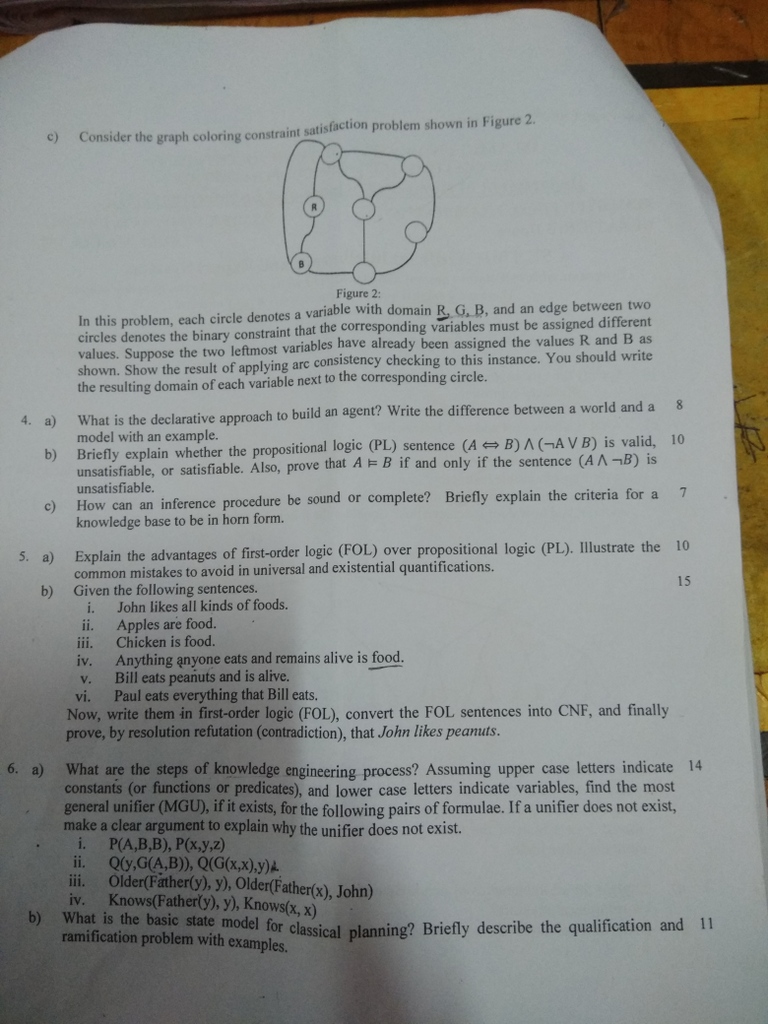 c) Consider the graph coloring constraint satisfaction problem shown in Figure 2.
R
B
Figure 2:
In this problem, each circle denotes a variable with domain R, G, B, and an edge between two
circles denotes the binary constraint that the corresponding variables must be assigned different
values. Suppose the two leftmost variables have already been assigned the values R and B as
shown. Show the result of applying arc consistency checking to this instance. You should write
the resulting domain of each variable next to the corresponding circle.
4. a) What is the declarative approach to build an agent? Write the difference between a world and a 8
model with an example.
b) Briefly explain whether the propositional logic (PL) sentence (A ⇔ B) ∧ (¬A ∨ B) is valid, 10
unsatisfiable, or satisfiable. Also, prove that A ⊨ B if and only if the sentence (A ∧ ¬B) is
unsatisfiable.
c) How can an inference procedure be sound or complete? Briefly explain the criteria for a 7
knowledge base to be in horn form.
5. a) Explain the advantages of first-order logic (FOL) over propositional logic (PL). Illustrate the 10
common mistakes to avoid in universal and existential quantifications.
b) Given the following sentences. 15
i. John likes all kinds of foods.
ii. Apples are food.
iii. Chicken is food.
iv. Anything anyone eats and remains alive is food.
v. Bill eats peanuts and is alive.
vi. Paul eats everything that Bill eats.
Now, write them in first-order logic (FOL), convert the FOL sentences into CNF, and finally
prove, by resolution refutation (contradiction), that John likes peanuts.
6. a) What are the steps of knowledge engineering process? Assuming upper case letters indicate 14
constants (or functions or predicates), and lower case letters indicate variables, find the most
general unifier (MGU), if it exists, for the following pairs of formulae. If a unifier does not exist,
make a clear argument to explain why the unifier does not exist.
i. P(A,B,B), P(x,y,z)
ii. Q(y,G(A,B)), Q(G(x,x),y)
iii. Older(Father(y), y), Older(Father(x), John)
iv. Knows(Father(y), y), Knows(x, x)
b) What is the basic state model for classical planning? Briefly describe the qualification and 11
ramification problem with examples.